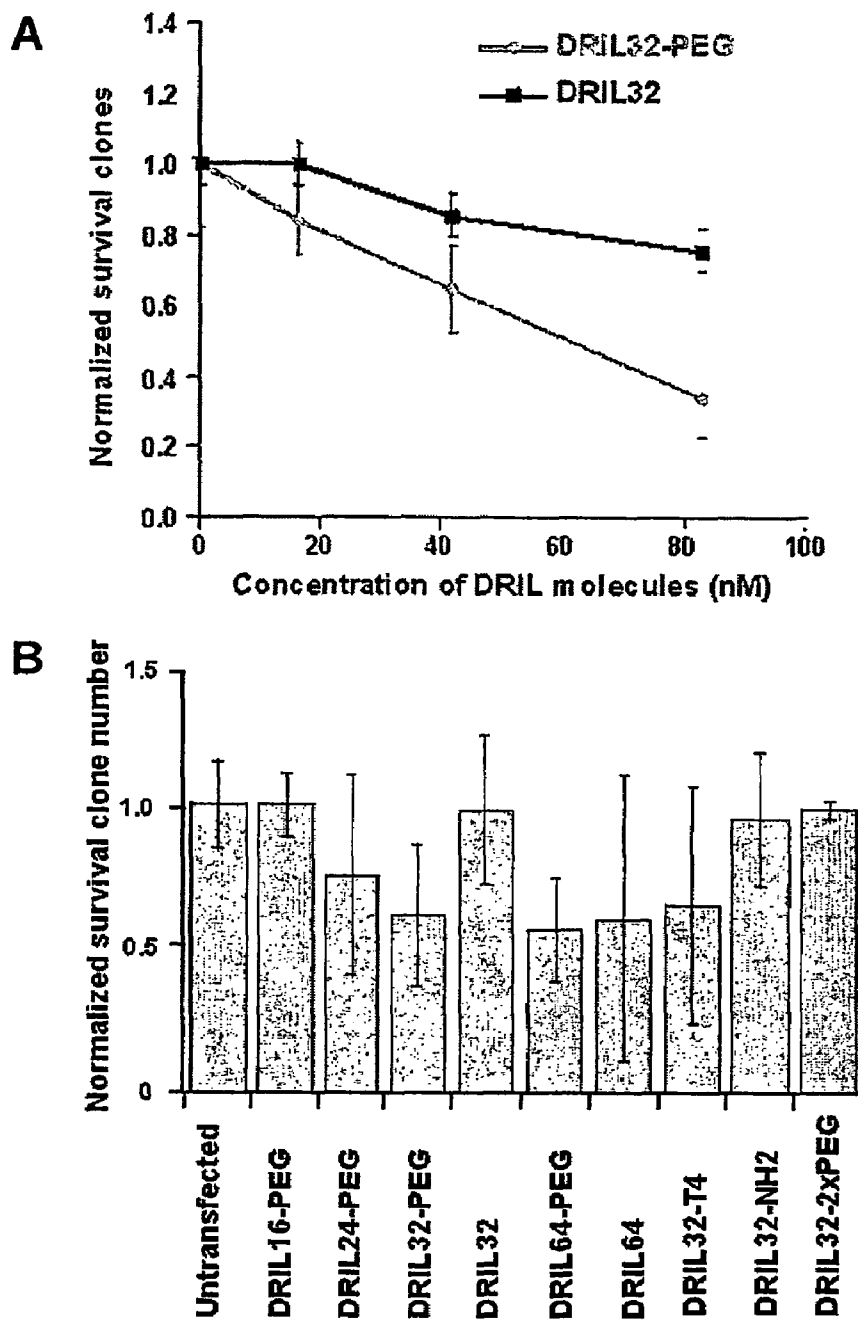 A
Normalized survival clones
1.4
1.2
1.0
0.8
0.6
0.4
0.2
0.0
DRIL32-PEG
DRIL32
0 20 40 60 80 100
Concentration of DRIL molecules (nM)
B
Normalized survival clone number
1.5
1.0
0.5
0
Untransfected
DRIL16-PEG
DRIL24-PEG
DRIL32-PEG
DRIL32
DRIL64-PEG
DRIL64
DRIL32-T4
DRIL32-NH2
DRIL32-2xPEG